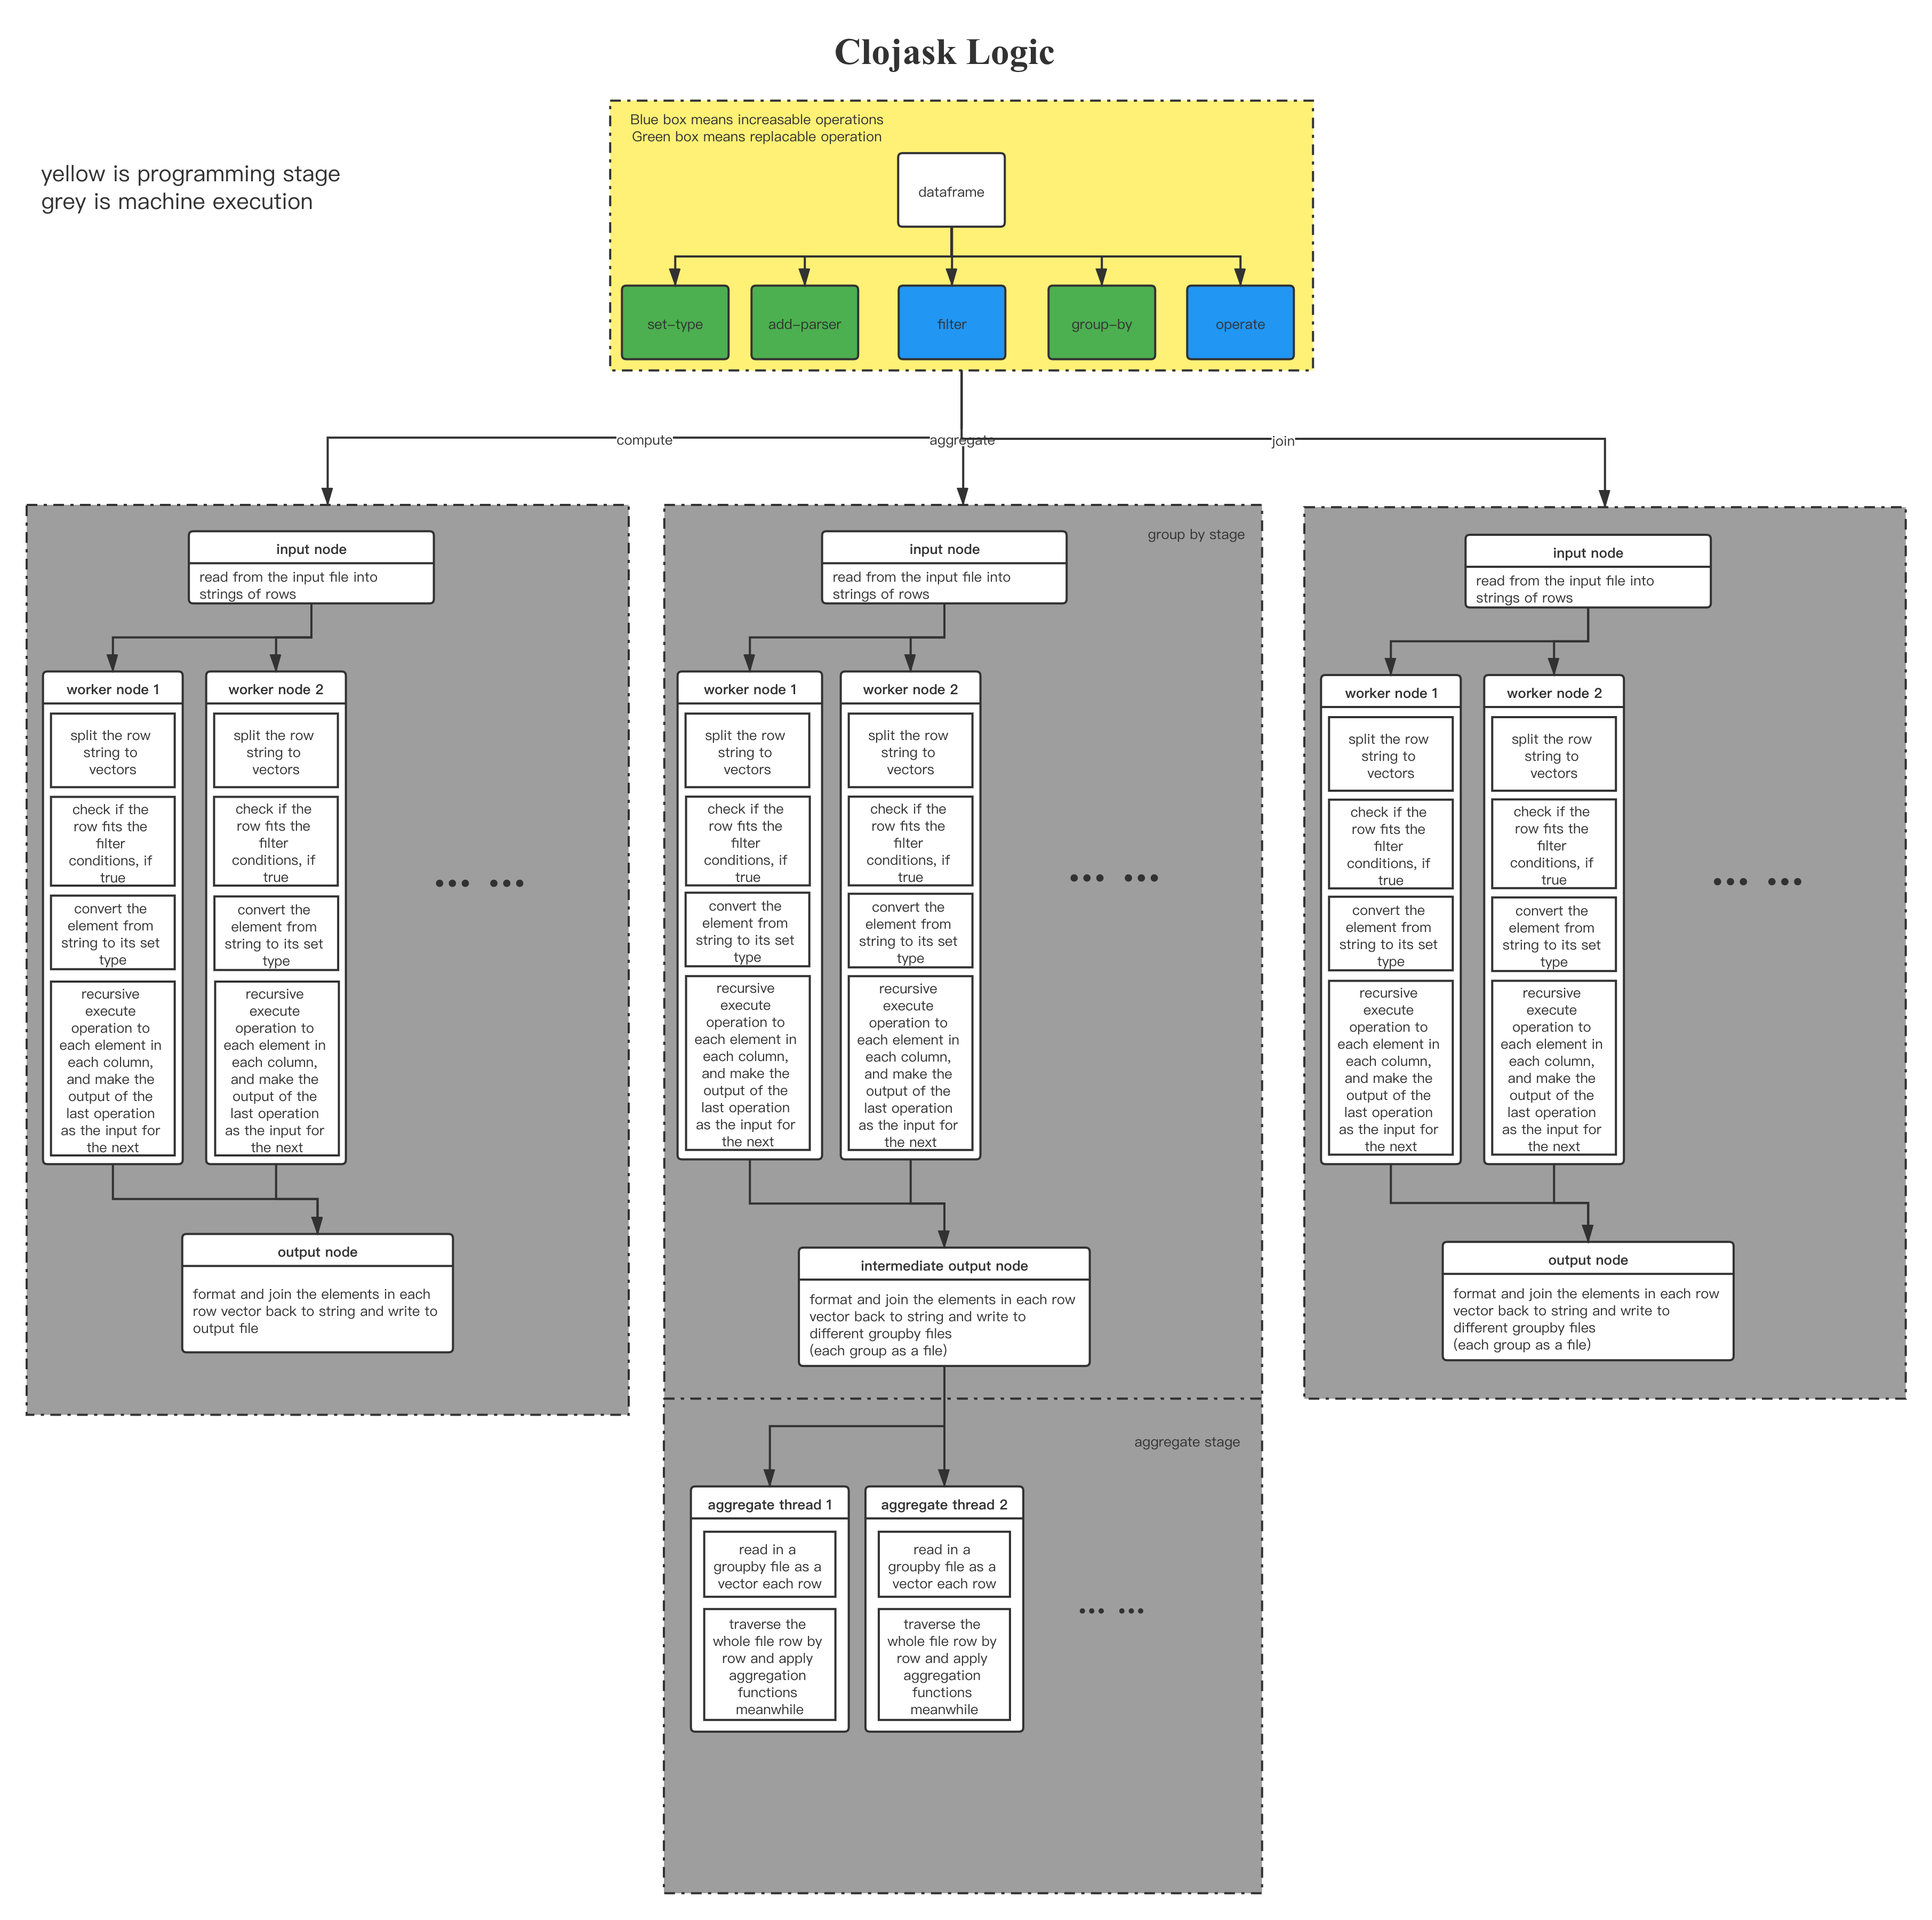 Clojask Logic
yellow is programming stage
grey is machine execution
Blue box means increasable operations
Green box means replacable operation
dataframe
set-type
add-parser
filter
group-by
operate
compute
aggregate
join
input node
read from the input file into
strings of rows
worker node 1
split the row
string to
vectors
check if the
row fits the
filter
conditions, if
true
convert the
element from
string to its set
type
recursive
execute
operation to
each element in
each column,
and make the
output of the
last operation
as the input for
the next
worker node 2
split the row
string to
vectors
check if the
row fits the
filter
conditions, if
true
convert the
element from
string to its set
type
recursive
execute
operation to
each element in
each column,
and make the
output of the
last operation
as the input for
the next
... ...
output node
format and join the elements in each
row vector back to string and write to
output file
group by stage
input node
read from the input file into
strings of rows
worker node 1
split the row
string to
vectors
check if the
row fits the
filter
conditions, if
true
convert the
element from
string to its set
type
recursive
execute
operation to
each element in
each column,
and make the
output of the
last operation
as the input for
the next
worker node 2
split the row
string to
vectors
check if the
row fits the
filter
conditions, if
true
convert the
element from
string to its set
type
recursive
execute
operation to
each element in
each column,
and make the
output of the
last operation
as the input for
the next
... ...
intermediate output node
format and join the elements in each row
vector back to string and write to
different groupby files
(each group as a file)
aggregate stage
aggregate thread 1
read in a
groupby file as a
vector each row
traverse the
whole file row by
row and apply
aggregation
functions
meanwhile
aggregate thread 2
read in a
groupby file as a
vector each row
traverse the
whole file row by
row and apply
aggregation
functions
meanwhile
... ...
input node
read from the input file into
strings of rows
worker node 1
split the row
string to
vectors
check if the
row fits the
filter
conditions, if
true
convert the
element from
string to its set
type
recursive
execute
operation to
each element in
each column,
and make the
output of the
last operation
as the input for
the next
worker node 2
split the row
string to
vectors
check if the
row fits the
filter
conditions, if
true
convert the
element from
string to its set
type
recursive
execute
operation to
each element in
each column,
and make the
output of the
last operation
as the input for
the next
... ...
output node
format and join the elements in each row
vector back to string and write to
different groupby files
(each group as a file)